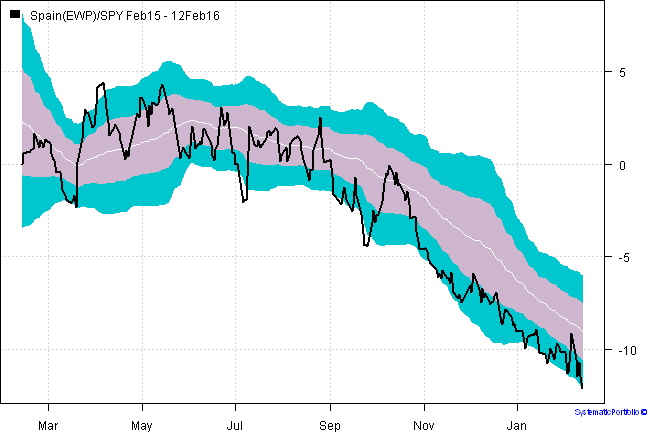 Spain(EWP)/SPY Feb15 - 12Feb16
5
0
-5
-10
Mar May Jul Sep Nov Jan
SystematicPortfolio ©